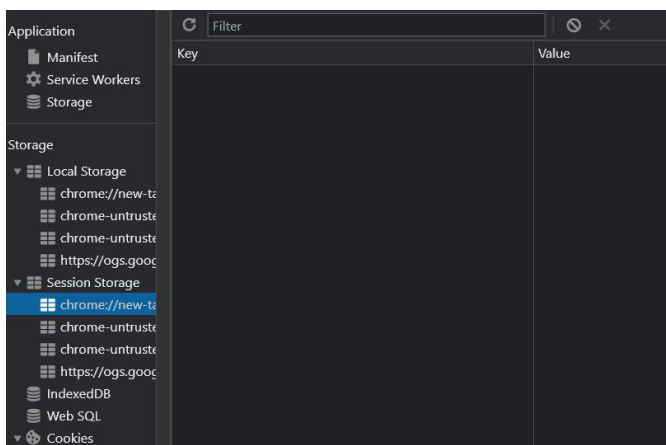 Application
Manifest
Service Workers
Storage
Storage
Local Storage
chrome://new-ta
chrome-untruste
chrome-untruste
https://ogs.goog
Session Storage
chrome://new-ta
chrome-untruste
chrome-untruste
https://ogs.goog
IndexedDB
Web SQL
Cookies
Filter
Key Value